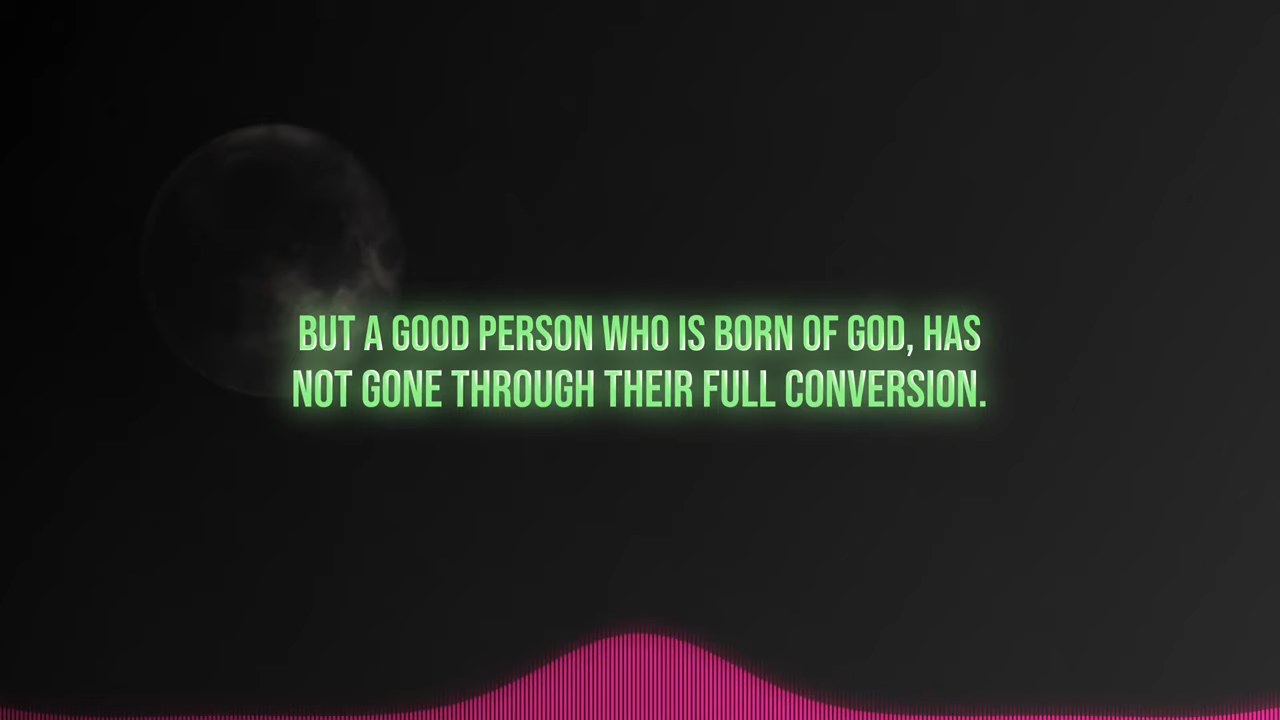 BUT A GOOD PERSON WHO IS BORN OF GOD, HAS
NOT GONE THROUGH THEIR FULL CONVERSION.